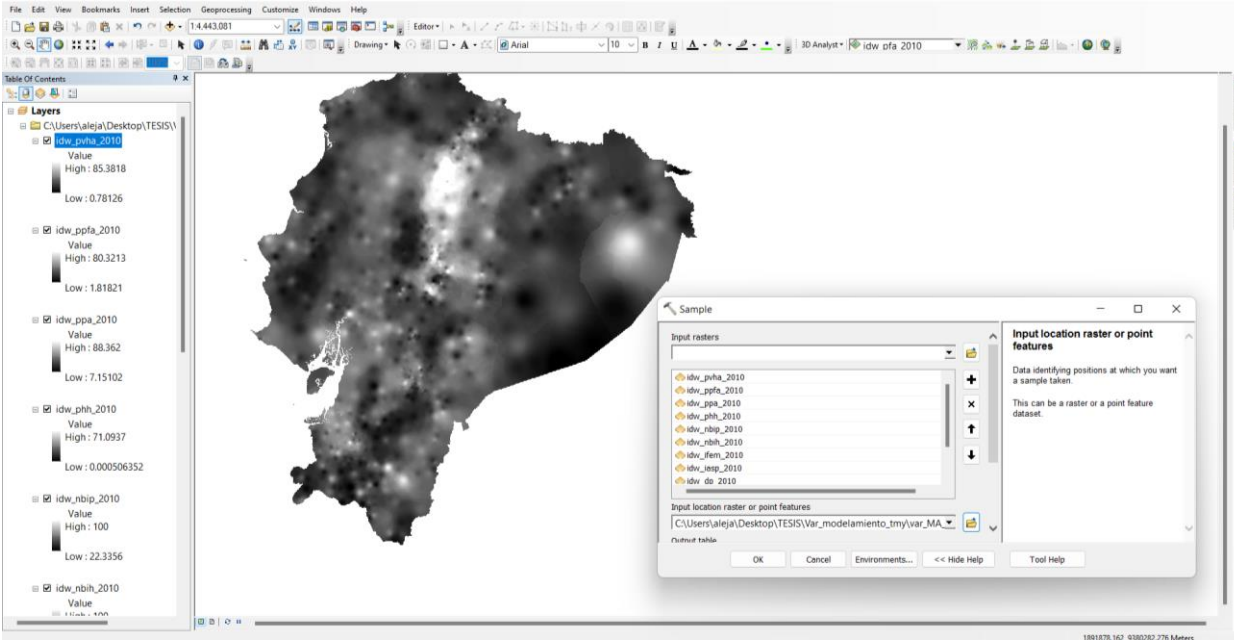 File Edit View Bookmarks Insert Selection Geoprocessing Customize Windows Help
1:4,443,081 Editor
Drawing Arial 10 B I U A 3D Analyst idw_pfa_2010
Table Of Contents
Layers
C:\Users\aleja\Desktop\TESIS\
idw_pvha_2010
Value
High : 85.3818
Low : 0.78126
idw_ppfa_2010
Value
High : 80.3213
Low : 1.81821
idw_ppa_2010
Value
High : 88.362
Low : 7.15102
idw_phh_2010
Value
High : 71.0937
Low : 0.000506352
idw_nbip_2010
Value
High : 100
Low : 22.3356
idw_nbih_2010
Value
High : 100
Sample
Input rasters
idw_pvha_2010
idw_ppfa_2010
idw_ppa_2010
idw_phh_2010
idw_nbip_2010
idw_nbih_2010
idw_ifem_2010
idw_iasp_2010
idw_dp_2010
Input location raster or point features
C:\Users\aleja\Desktop\TESIS\Var_modelamiento_tmy\var_MA
Output table
OK Cancel Environments... << Hide Help Tool Help
Input location raster or point
features
Data identifying positions at which you want
a sample taken.
This can be a raster or a point feature
dataset.
1891878.162 9380282.276 Meters